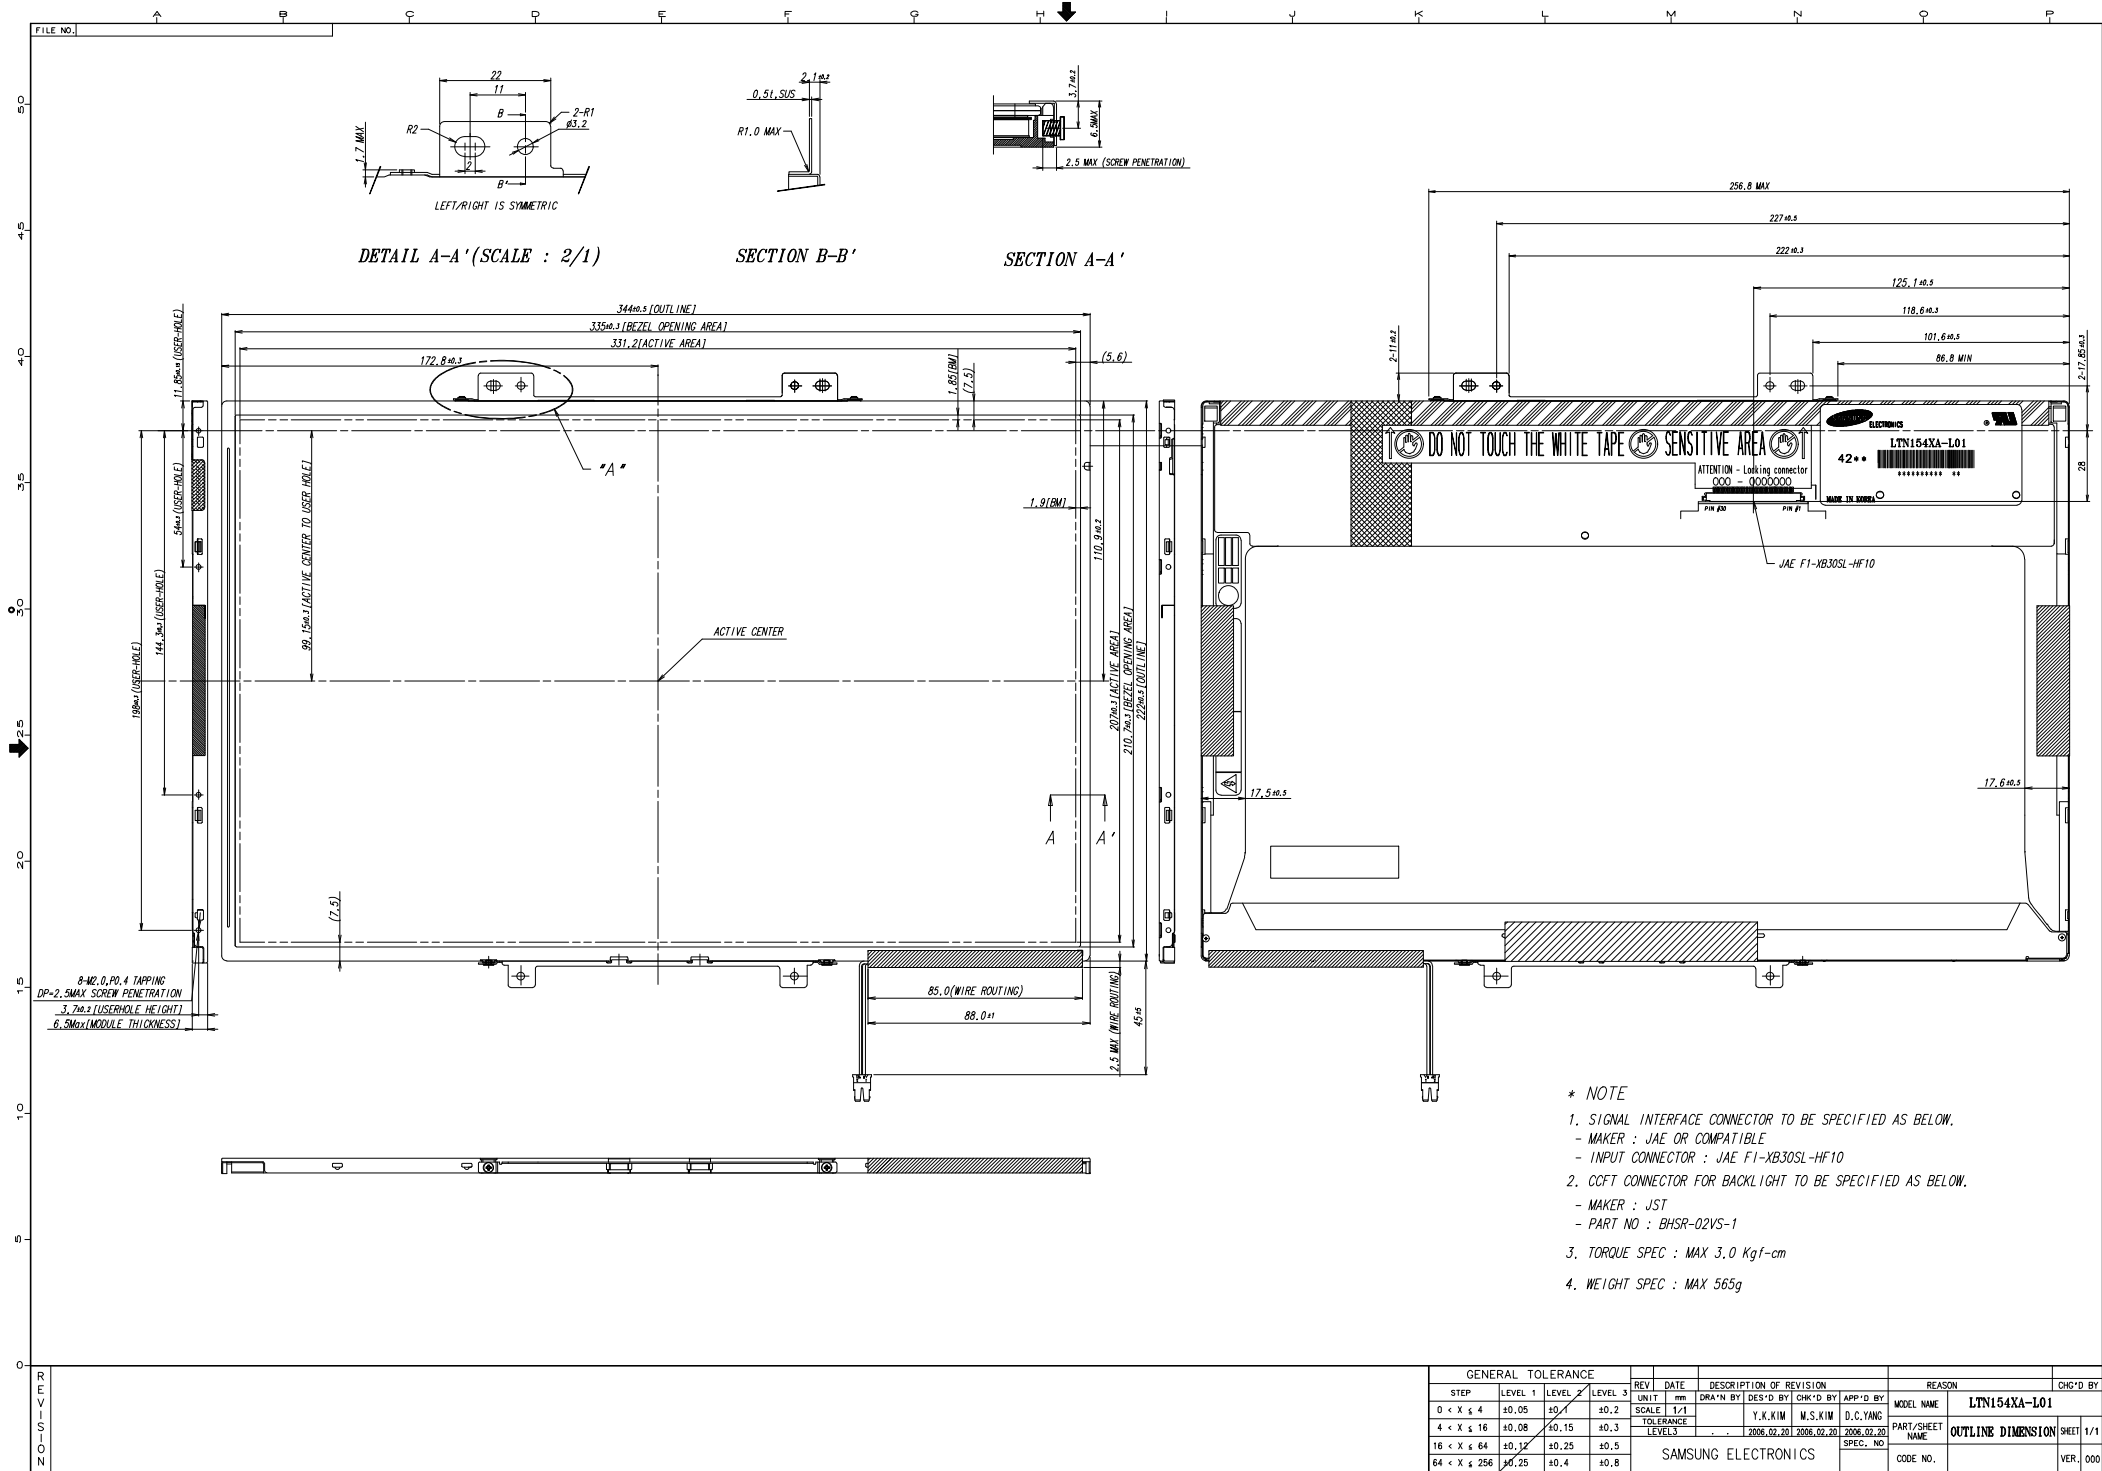 A B C D E F G H I J K L M N O P
FILE NO.
50
45
40
35
30
25
20
15
10
5
0
22
11
B
2-R1
ø3.2
R2
1.7 MAX
2
B'
LEFT/RIGHT IS SYMMETRIC
DETAIL A-A'(SCALE : 2/1)
2.1±0.2
0.5t,SUS
R1.0 MAX
SECTION B-B'
3.7±0.2
6.5MAX
2.5 MAX (SCREW PENETRATION)
SECTION A-A'
344±0.5 [OUTLINE]
335±0.3 [BEZEL OPENING AREA]
331.2[ACTIVE AREA]
172.8±0.3
(5.6)
1.85[BM]
(7.5)
"A"
1.9[BM]
110.9±0.2
11.85±0.15 (USER-HOLE)
54±0.3 (USER-HOLE)
144.3±0.3 (USER-HOLE)
198±0.3 (USER-HOLE)
99.15±0.3 [ACTIVE CENTER TO USER HOLE]
ACTIVE CENTER
207±0.3 [ACTIVE AREA]
210.7±0.3 [BEZEL OPENING AREA]
222±0.5 [OUTLINE]
A A'
(7.5)
8-M2.0,P0.4 TAPPING
DP=2.5MAX SCREW PENETRATION
3.7±0.2 [USERHOLE HEIGHT]
6.5Max[MODULE THICKNESS]
85.0(WIRE ROUTING)
88.0±1
2.5 MAX (WIRE ROUTING)
45±5
256.8 MAX
227±0.5
222±0.3
125.1±0.5
118.6±0.3
101.6±0.5
86.8 MIN
2-11±0.2
2-17.85±0.3
28
DO NOT TOUCH THE WHITE TAPE SENSITIVE AREA
ATTENTION - Locking connector
000 - 0000000
PIN #30 PIN #1
ELECTRONICS
LTN154XA-L01
42**
********** **
MADE IN KOREA
JAE F1-XB30SL-HF10
17.5±0.5
17.6±0.5
* NOTE
1. SIGNAL INTERFACE CONNECTOR TO BE SPECIFIED AS BELOW.
- MAKER : JAE OR COMPATIBLE
- INPUT CONNECTOR : JAE FI-XB30SL-HF10
2. CCFT CONNECTOR FOR BACKLIGHT TO BE SPECIFIED AS BELOW.
- MAKER : JST
- PART NO : BHSR-02VS-1
3. TORQUE SPEC : MAX 3.0 Kgf-cm
4. WEIGHT SPEC : MAX 565g
REVISION
GENERAL TOLERANCE
STEP LEVEL 1 LEVEL 2 LEVEL 3
0 < X ≤ 4 ±0.05 ±0.1 ±0.2
4 < X ≤ 16 ±0.08 ±0.15 ±0.3
16 < X ≤ 64 ±0.12 ±0.25 ±0.5
64 < X ≤ 256 ±0.25 ±0.4 ±0.8
REV DATE DESCRIPTION OF REVISION REASON CHG'D BY
UNIT mm DRA'N BY DES'D BY CHK'D BY APP'D BY
SCALE 1/1 Y.K.KIM M.S.KIM D.C.YANG
TOLERANCE
LEVEL3 . . 2006.02.20 2006.02.20 2006.02.20
SAMSUNG ELECTRONICS
SPEC. NO
MODEL NAME LTN154XA-L01
PART/SHEET NAME OUTLINE DIMENSION SHEET 1/1
CODE NO. VER. 000